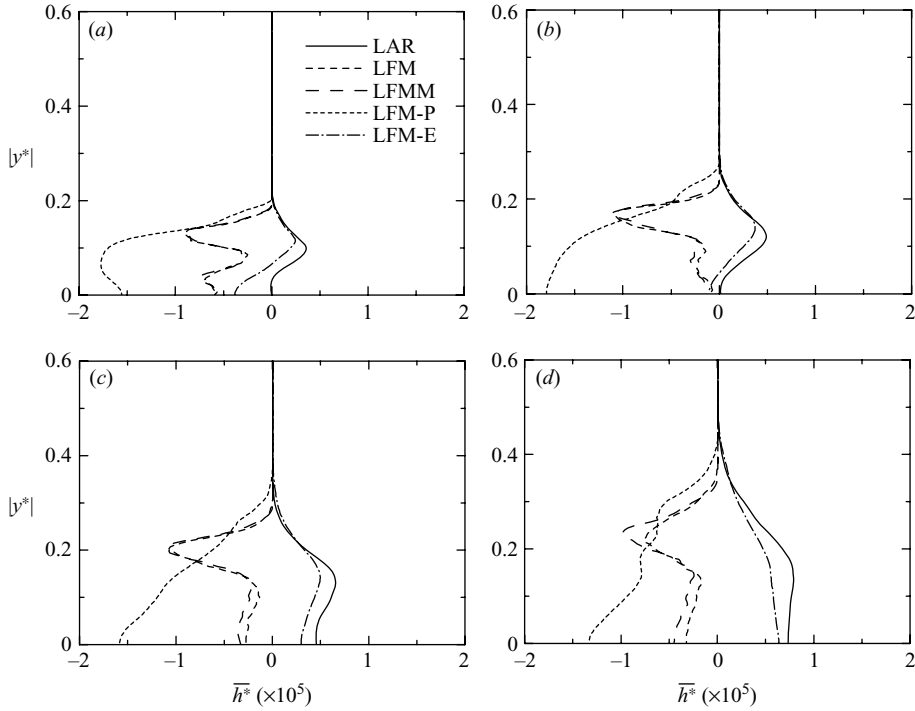 0.6
(a)
LAR
LFM
LFMM
LFM-P
LFM-E
0.4
|y*|
0.2
0
–2 –1 0 1 2
0.6
(b)
0.4
0.2
0
–2 –1 0 1 2
0.6
(c)
0.4
|y*|
0.2
0
–2 –1 0 1 2
h̅*̅ (×10⁵)
0.6
(d)
0.4
0.2
0
–2 –1 0 1 2
h̅*̅ (×10⁵)